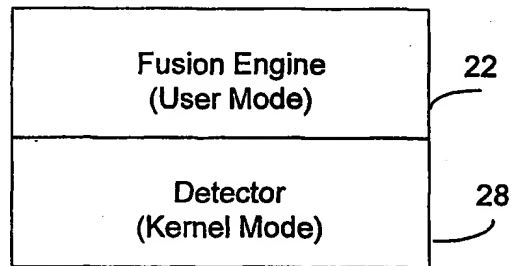 Fusion Engine
(User Mode)
22
Detector
(Kernel Mode)
28